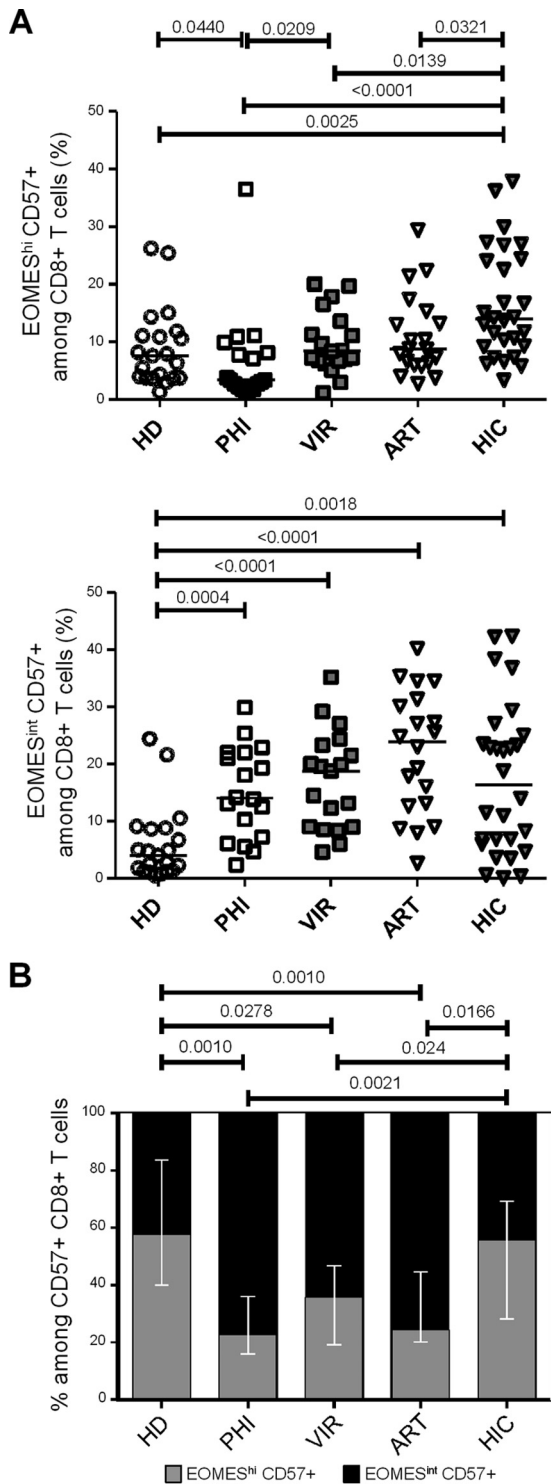 A
0.0440 0.0209 0.0321
0.0139
<0.0001
0.0025
EOMEShi CD57+
among CD8+ T cells (%)
50
40
30
20
10
0
HD PHI VIR ART HIC
0.0018
<0.0001
<0.0001
0.0004
EOMESint CD57+
among CD8+ T cells (%)
50
40
30
20
10
0
HD PHI VIR ART HIC
B
0.0010
0.0278 0.0166
0.0010 0.024
0.0021
% among CD57+ CD8+ T cells
100
80
60
40
20
0
HD PHI VIR ART HIC
EOMEShi CD57+ EOMESint CD57+